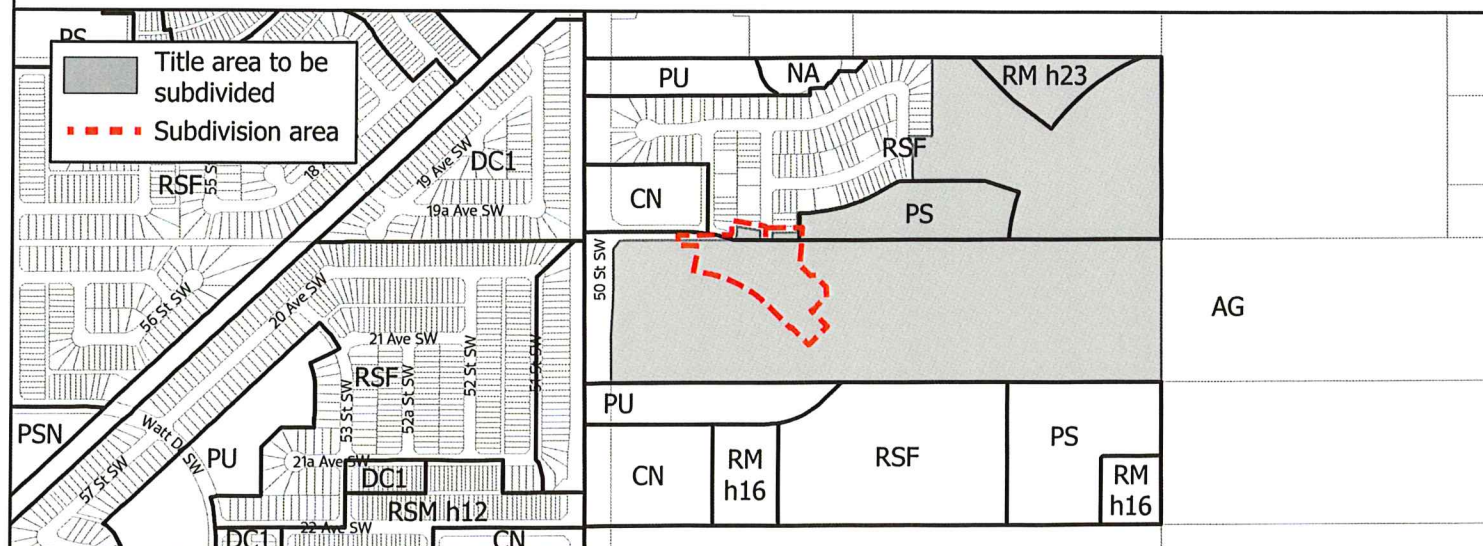 PS
Title area to be
subdivided
Subdivision area
RSF
55 S
18
19 Ave SW
DC1
19a Ave SW
PU
NA
RM h23
RSF
CN
PS
50 St SW
AG
56 St SW
20 Ave SW
21 Ave SW
RSF
53 St SW
52a St SW
52 St SW
51 St SW
PSN
Watt D SW
57 St SW
PU
21a Ave SW
DC1
RSM h12
22 Ave SW
DC1
CN
PU
CN
RM
h16
RSF
PS
RM
h16